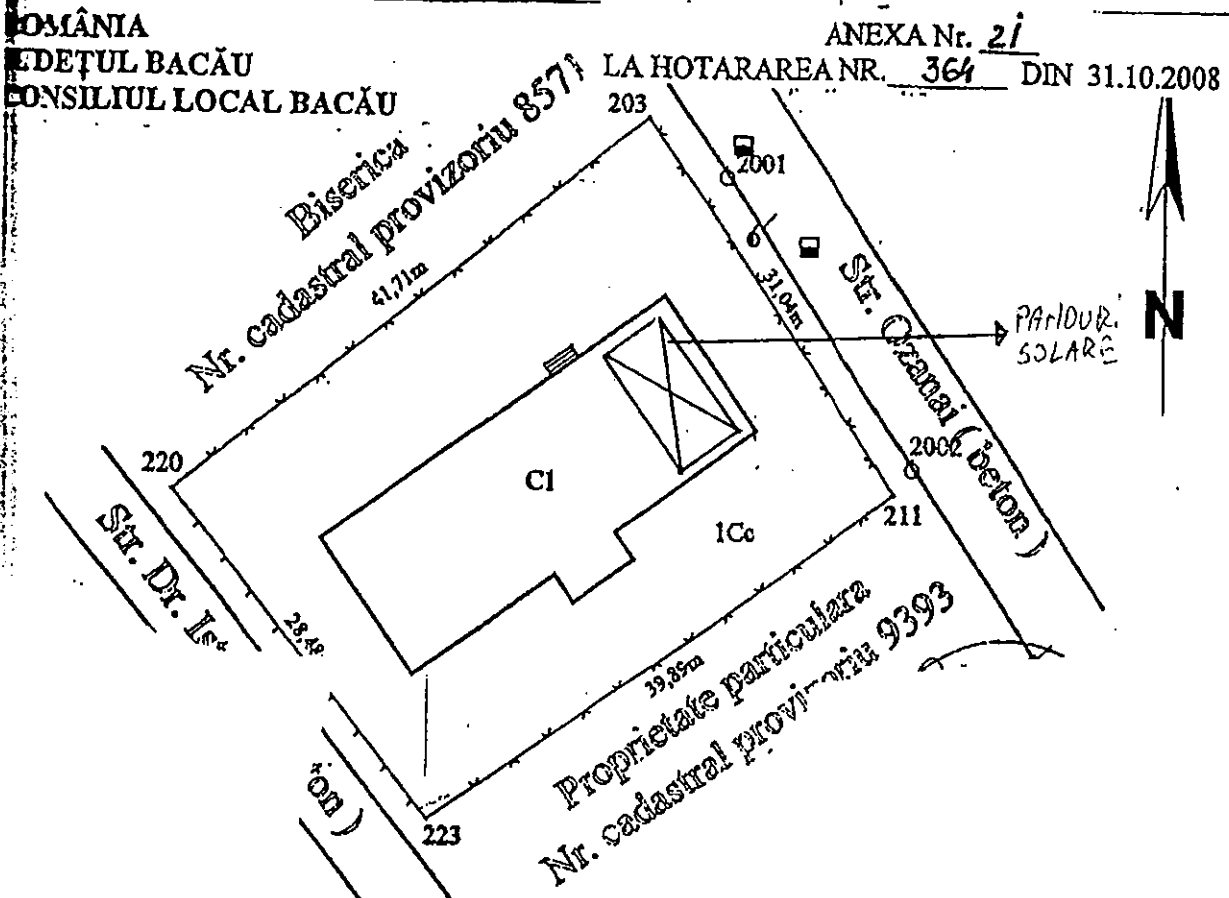 ROMÂNIA
JUDEȚUL BACĂU
CONSILIUL LOCAL BACĂU
ANEXA Nr. 2i
LA HOTARAREA NR. 364 DIN 31.10.2008
Biserica
Nr. cadastral provizoriu 8571
203
2001
6
41,71m
31,04m
Str. Ozanai ( beton )
PANOURI
SOLARE
N
220
C1
2002
211
1Cc
Str. Dr.
28,48
39,89m
Proprietate particulara
Nr. cadastral provizoriu 9393
223